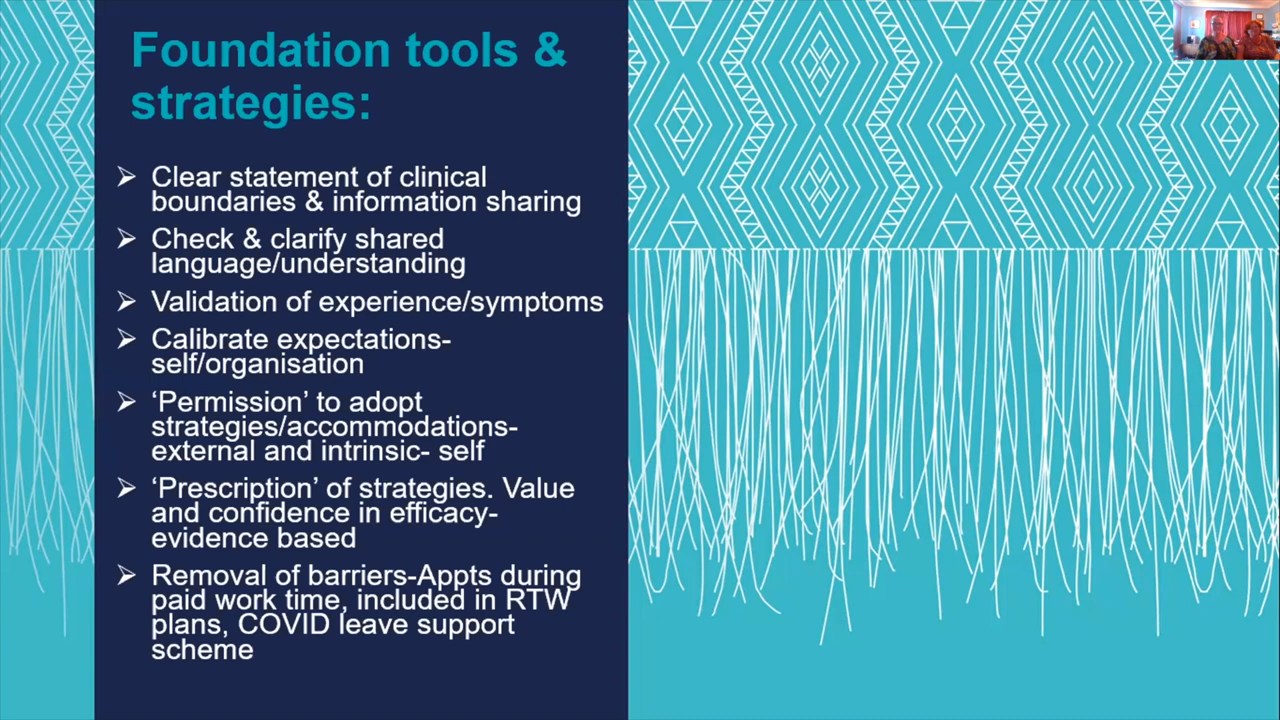 Foundation tools &
strategies:
➢ Clear statement of clinical
boundaries & information sharing
➢ Check & clarify shared
language/understanding
➢ Validation of experience/symptoms
➢ Calibrate expectations-
self/organisation
➢ ‘Permission’ to adopt
strategies/accommodations-
external and intrinsic- self
➢ ‘Prescription’ of strategies. Value
and confidence in efficacy-
evidence based
➢ Removal of barriers-Appts during
paid work time, included in RTW
plans, COVID leave support
scheme